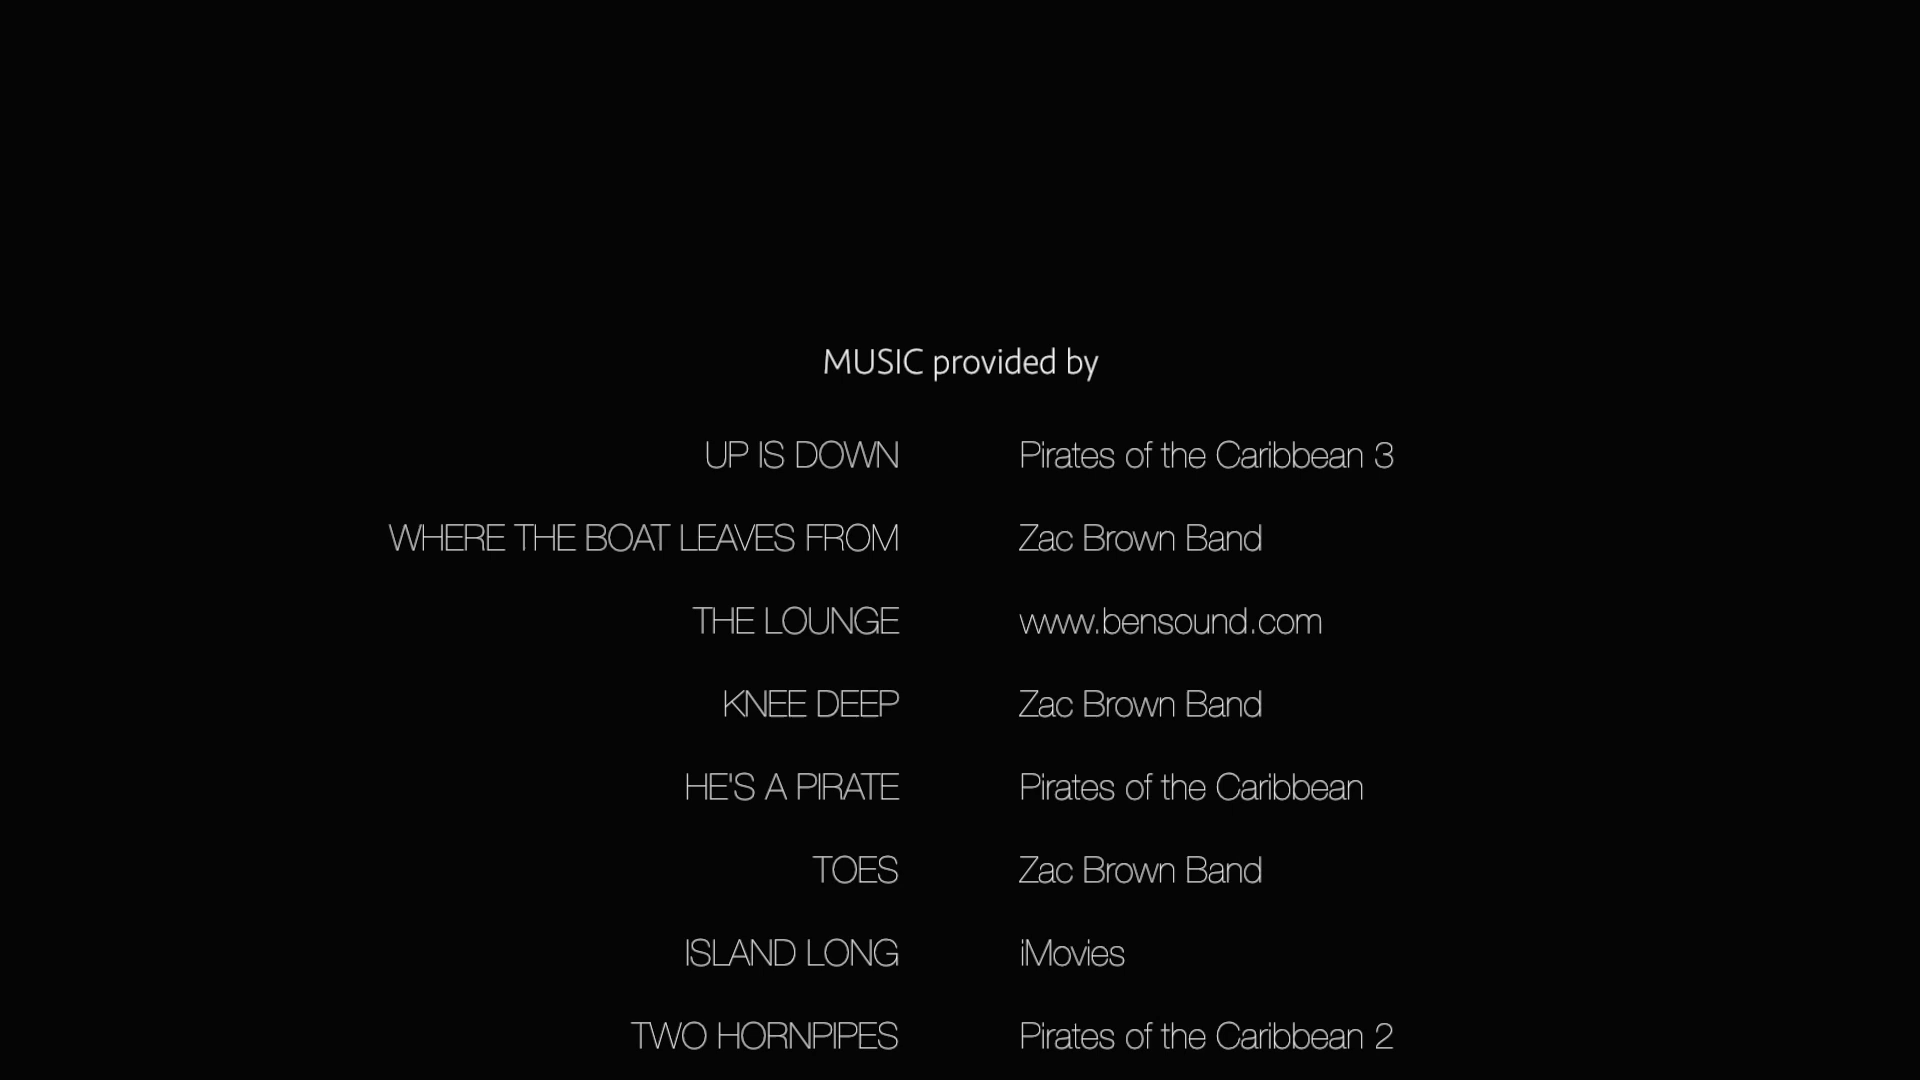 MUSIC provided by
UP IS DOWN Pirates of the Caribbean 3
WHERE THE BOAT LEAVES FROM Zac Brown Band
THE LOUNGE www.bensound.com
KNEE DEEP Zac Brown Band
HE'S A PIRATE Pirates of the Caribbean
TOES Zac Brown Band
ISLAND LONG iMovies
TWO HORNPIPES Pirates of the Caribbean 2